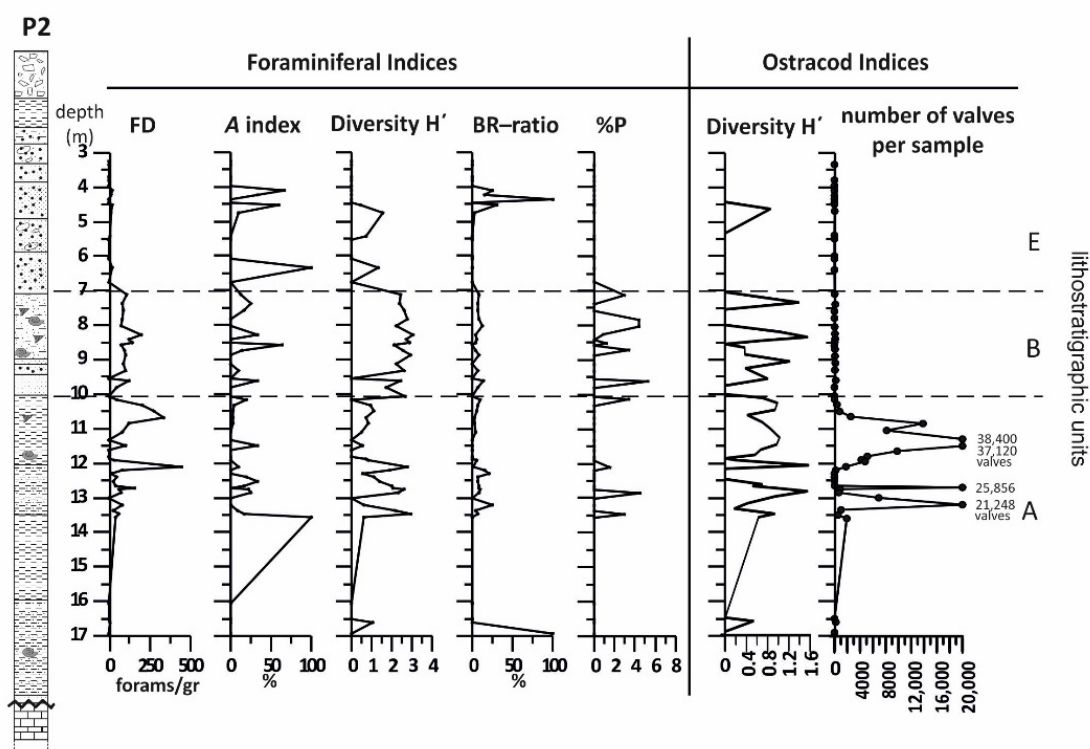 P2
Foraminiferal Indices
Ostracod Indices
depth
(m)
FD
A index
Diversity H´
BR–ratio
%P
Diversity H´
number of valves
per sample
3
4
5
6
7
8
9
10
11
12
13
14
15
16
17
E
B
A
lithostratigraphic units
38,400
37,120
valves
25,856
21,248
valves
0 250 500
forams/gr
0 50 100
%
0 1 2 3 4
0 50 100
%
0 2 4 6 8
0 0.4 0.8 1.2 1.6
0 4000 8000 12,000 16,000 20,000